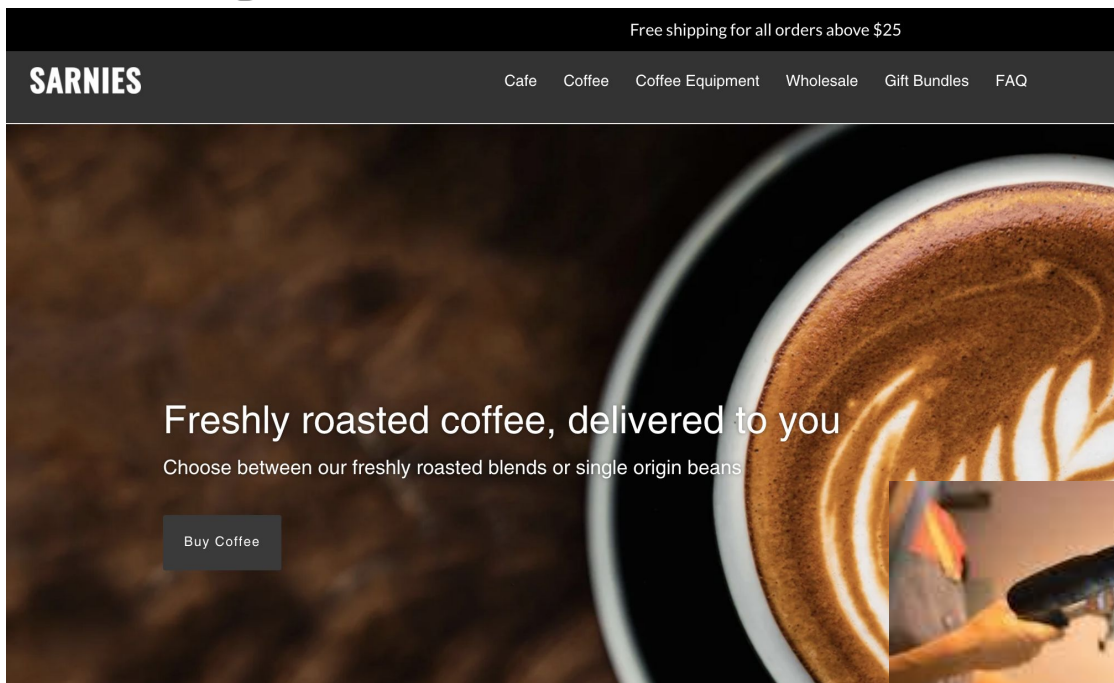 Free shipping for all orders above $25
SARNIES
Cafe Coffee Coffee Equipment Wholesale Gift Bundles FAQ
Freshly roasted coffee, delivered to you
Choose between our freshly roasted blends or single origin beans
Buy Coffee